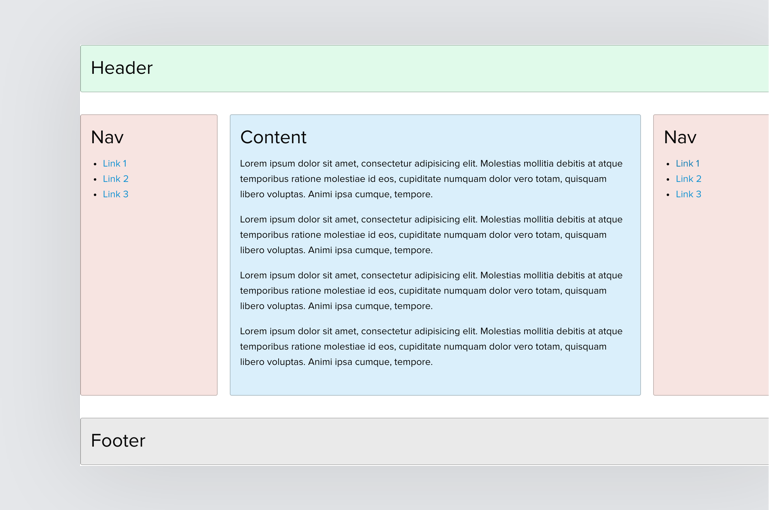 Header
Nav
Link 1
Link 2
Link 3
Content
Lorem ipsum dolor sit amet, consectetur adipisicing elit. Molestias mollitia debitis at atque
temporibus ratione molestiae id eos, cupiditate numquam dolor vero totam, quisquam
libero voluptas. Animi ipsa cumque, tempore.
Lorem ipsum dolor sit amet, consectetur adipisicing elit. Molestias mollitia debitis at atque
temporibus ratione molestiae id eos, cupiditate numquam dolor vero totam, quisquam
libero voluptas. Animi ipsa cumque, tempore.
Lorem ipsum dolor sit amet, consectetur adipisicing elit. Molestias mollitia debitis at atque
temporibus ratione molestiae id eos, cupiditate numquam dolor vero totam, quisquam
libero voluptas. Animi ipsa cumque, tempore.
Lorem ipsum dolor sit amet, consectetur adipisicing elit. Molestias mollitia debitis at atque
temporibus ratione molestiae id eos, cupiditate numquam dolor vero totam, quisquam
libero voluptas. Animi ipsa cumque, tempore.
Nav
Link 1
Link 2
Link 3
Footer